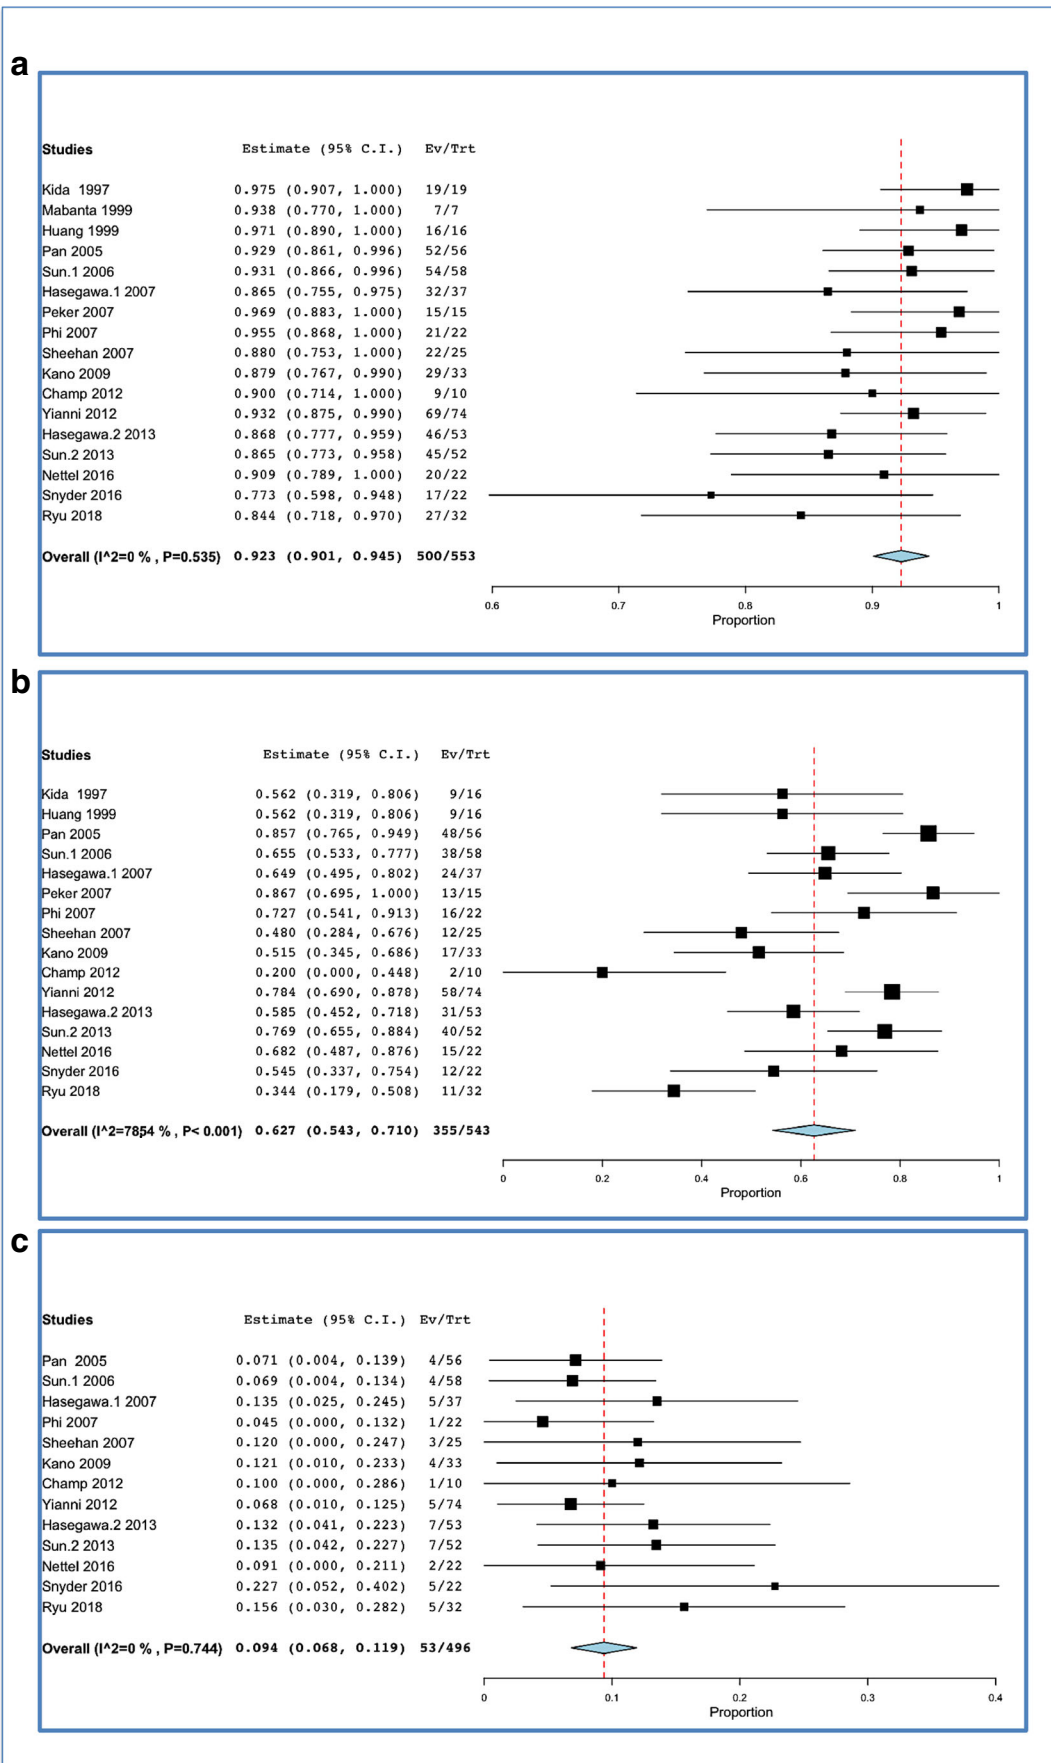 a
Studies Estimate (95% C.I.) Ev/Trt
Kida 1997 0.975 (0.907, 1.000) 19/19
Mabanta 1999 0.938 (0.770, 1.000) 7/7
Huang 1999 0.971 (0.890, 1.000) 16/16
Pan 2005 0.929 (0.861, 0.996) 52/56
Sun.1 2006 0.931 (0.866, 0.996) 54/58
Hasegawa.1 2007 0.865 (0.755, 0.975) 32/37
Peker 2007 0.969 (0.883, 1.000) 15/15
Phi 2007 0.955 (0.868, 1.000) 21/22
Sheehan 2007 0.880 (0.753, 1.000) 22/25
Kano 2009 0.879 (0.767, 0.990) 29/33
Champ 2012 0.900 (0.714, 1.000) 9/10
Yianni 2012 0.932 (0.875, 0.990) 69/74
Hasegawa.2 2013 0.868 (0.777, 0.959) 46/53
Sun.2 2013 0.865 (0.773, 0.958) 45/52
Nettel 2016 0.909 (0.789, 1.000) 20/22
Snyder 2016 0.773 (0.598, 0.948) 17/22
Ryu 2018 0.844 (0.718, 0.970) 27/32
Overall (I^2=0 % , P=0.535) 0.923 (0.901, 0.945) 500/553
0.6 0.7 0.8 0.9 1
Proportion
b
Studies Estimate (95% C.I.) Ev/Trt
Kida 1997 0.562 (0.319, 0.806) 9/16
Huang 1999 0.562 (0.319, 0.806) 9/16
Pan 2005 0.857 (0.765, 0.949) 48/56
Sun.1 2006 0.655 (0.533, 0.777) 38/58
Hasegawa.1 2007 0.649 (0.495, 0.802) 24/37
Peker 2007 0.867 (0.695, 1.000) 13/15
Phi 2007 0.727 (0.541, 0.913) 16/22
Sheehan 2007 0.480 (0.284, 0.676) 12/25
Kano 2009 0.515 (0.345, 0.686) 17/33
Champ 2012 0.200 (0.000, 0.448) 2/10
Yianni 2012 0.784 (0.690, 0.878) 58/74
Hasegawa.2 2013 0.585 (0.452, 0.718) 31/53
Sun.2 2013 0.769 (0.655, 0.884) 40/52
Nettel 2016 0.682 (0.487, 0.876) 15/22
Snyder 2016 0.545 (0.337, 0.754) 12/22
Ryu 2018 0.344 (0.179, 0.508) 11/32
Overall (I^2=78.54 % , P< 0.001) 0.627 (0.543, 0.710) 355/543
0 0.2 0.4 0.6 0.8 1
Proportion
c
Studies Estimate (95% C.I.) Ev/Trt
Pan 2005 0.071 (0.004, 0.139) 4/56
Sun.1 2006 0.069 (0.004, 0.134) 4/58
Hasegawa.1 2007 0.135 (0.025, 0.245) 5/37
Phi 2007 0.045 (0.000, 0.132) 1/22
Sheehan 2007 0.120 (0.000, 0.247) 3/25
Kano 2009 0.121 (0.010, 0.233) 4/33
Champ 2012 0.100 (0.000, 0.286) 1/10
Yianni 2012 0.068 (0.010, 0.125) 5/74
Hasegawa.2 2013 0.132 (0.041, 0.223) 7/53
Sun.2 2013 0.135 (0.042, 0.227) 7/52
Nettel 2016 0.091 (0.000, 0.211) 2/22
Snyder 2016 0.227 (0.052, 0.402) 5/22
Ryu 2018 0.156 (0.030, 0.282) 5/32
Overall (I^2=0 % , P=0.744) 0.094 (0.068, 0.119) 53/496
0 0.1 0.2 0.3 0.4
Proportion